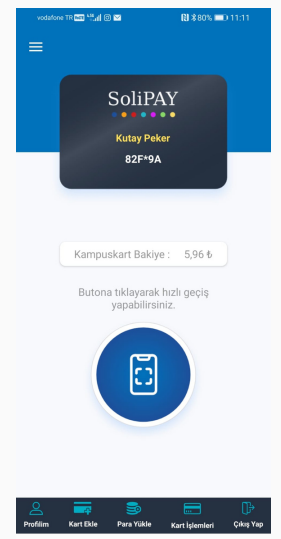 vodafone TR
80% 11:11
SoliPAY
Kutay Peker
82F*9A
Kampuskart Bakiye : 5,96 ₺
Butona tıklayarak hızlı geçiş
yapabilirsiniz.
Profilim Kart Ekle Para Yükle Kart İşlemleri Çıkış Yap